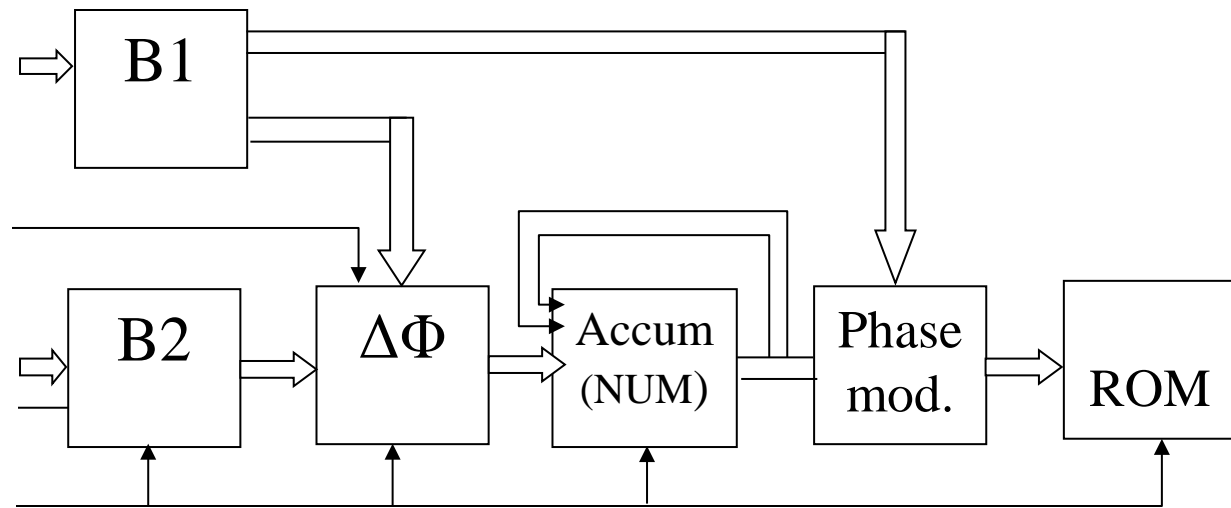 B1
B2
ΔΦ
Accum
(NUM)
Phase
mod.
ROM